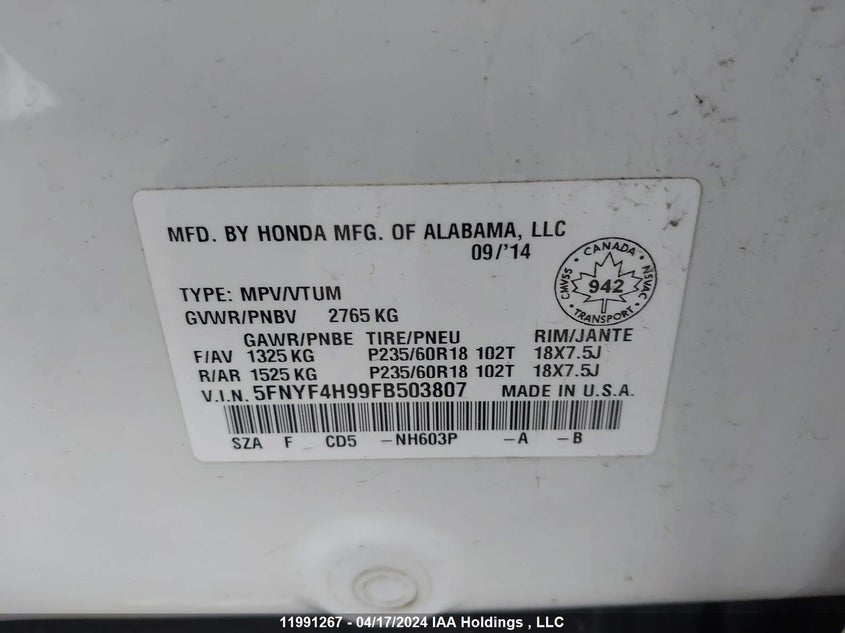 MFD. BY HONDA MFG. OF ALABAMA, LLC
09/'14
CANADA
CMVSS 942 NSVAC
TRANSPORT
TYPE: MPV/VTUM
GVWR/PNBV 2765 KG
GAWR/PNBE TIRE/PNEU RIM/JANTE
F/AV 1325 KG P235/60R18 102T 18X7.5J
R/AR 1525 KG P235/60R18 102T 18X7.5J
V.I.N. 5FNYF4H99FB503807 MADE IN U.S.A.
SZA F CD5 -NH603P -A -B
11991267 - 04/17/2024 IAA Holdings , LLC